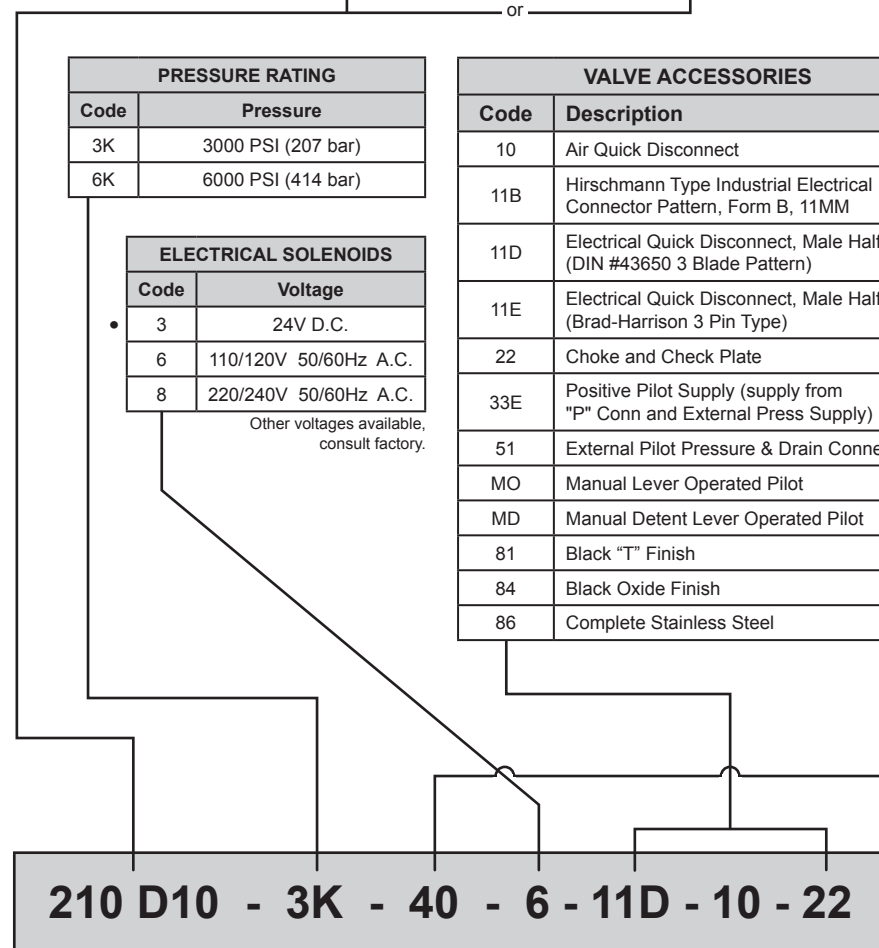 or
PRESSURE RATING
Code Pressure
3K 3000 PSI (207 bar)
6K 6000 PSI (414 bar)
ELECTRICAL SOLENOIDS
Code Voltage
• 3 24V D.C.
6 110/120V 50/60Hz A.C.
8 220/240V 50/60Hz A.C.
Other voltages available,
consult factory.
VALVE ACCESSORIES
Code Description
10 Air Quick Disconnect
11B Hirschmann Type Industrial Electrical
Connector Pattern, Form B, 11MM
11D Electrical Quick Disconnect, Male Half
(DIN #43650 3 Blade Pattern)
11E Electrical Quick Disconnect, Male Half
(Brad-Harrison 3 Pin Type)
22 Choke and Check Plate
33E Positive Pilot Supply (supply from
"P" Conn and External Press Supply)
51 External Pilot Pressure & Drain
MO Manual Lever Operated Pilot
MD Manual Detent Lever Operated Pilot
81 Black “T” Finish
84 Black Oxide Finish
86 Complete Stainless Steel
210 D10 - 3K - 40 - 6 - 11D - 10 - 22